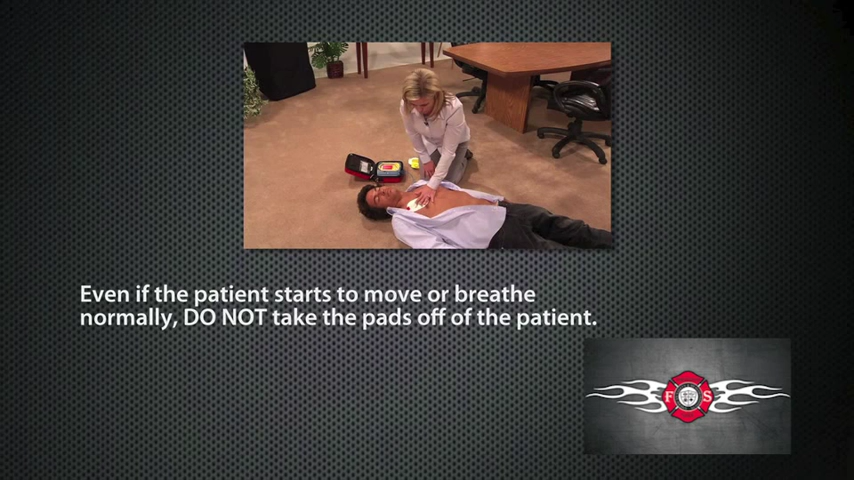 Even if the patient starts to move or breathe
normally, DO NOT take the pads off of the patient.
F S